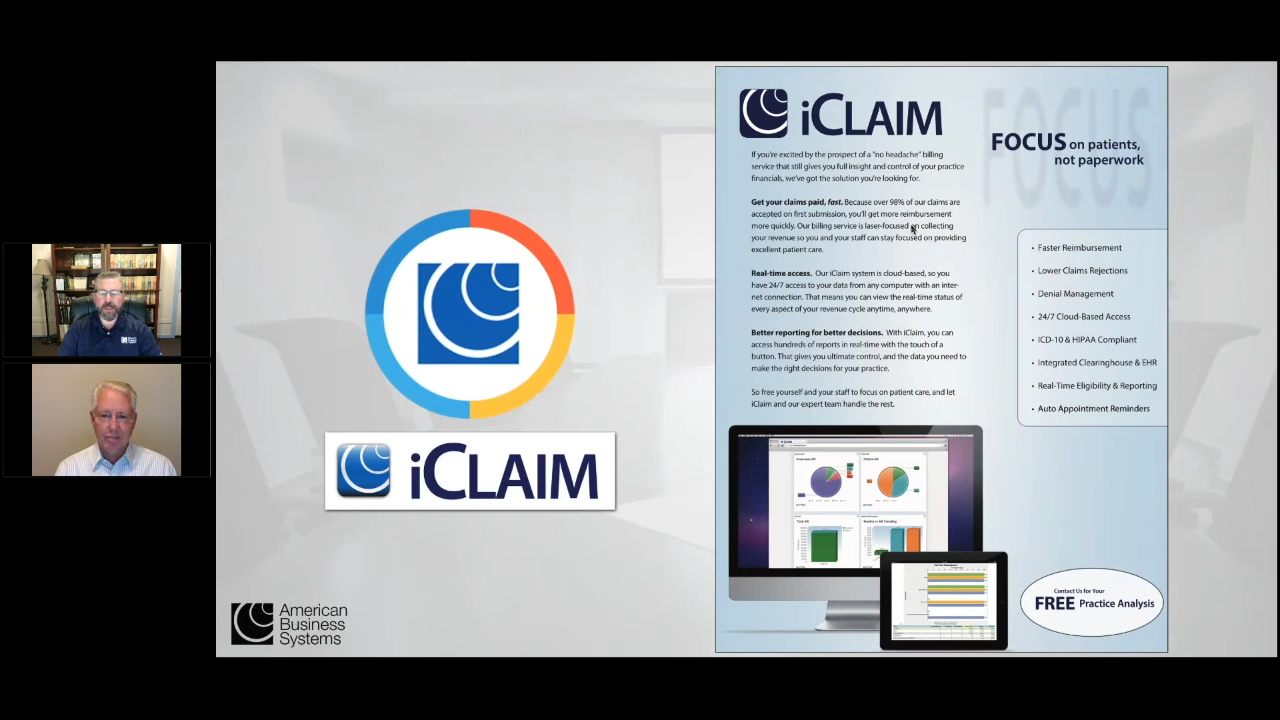 iCLAIM
American
Business
Systems
iCLAIM
If you're excited by the prospect of a "no headache" billing
service that still gives you full insight and control of your practice
financials, we've got the solution you're looking for.
Get your claims paid, fast. Because over 98% of our claims are
accepted on first submission, you'll get more reimbursement
more quickly. Our billing service is laser-focused on collecting
your revenue so you and your staff can stay focused on providing
excellent patient care.
Real-time access. Our iClaim system is cloud-based, so you
have 24/7 access to your data from any computer with an inter-
net connection. That means you can view the real-time status of
every aspect of your revenue cycle anytime, anywhere.
Better reporting for better decisions. With iClaim, you can
access hundreds of reports in real-time with the touch of a
button. That gives you ultimate control, and the data you need to
make the right decisions for your practice.
So free yourself and your staff to focus on patient care, and let
iClaim and our expert team handle the rest.
FOCUS
FOCUS on patients,
not paperwork
• Faster Reimbursement
• Lower Claims Rejections
• Denial Management
• 24/7 Cloud-Based Access
• ICD-10 & HIPAA Compliant
• Integrated Clearinghouse & EHR
• Real-Time Eligibility & Reporting
• Auto Appointment Reminders
Contact Us for Your
FREE Practice Analysis